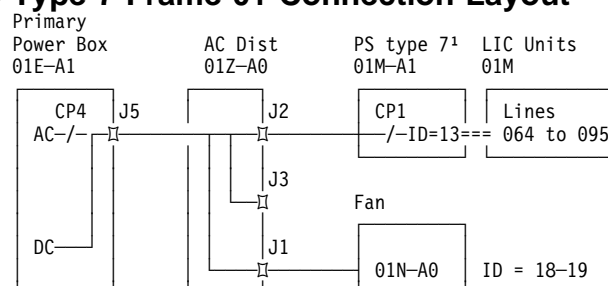 Type 7 Frame 01 Connection Layout
Primary
Power Box AC Dist PS type 7¹ LIC Units
01E—A1 01Z—A0 01M—A1 01M
CP4 J5 J2 CP1 Lines
AC—/— —/—ID=13=== 064 to 095
J3
Fan
DC J1
01N—A0 ID = 18—19